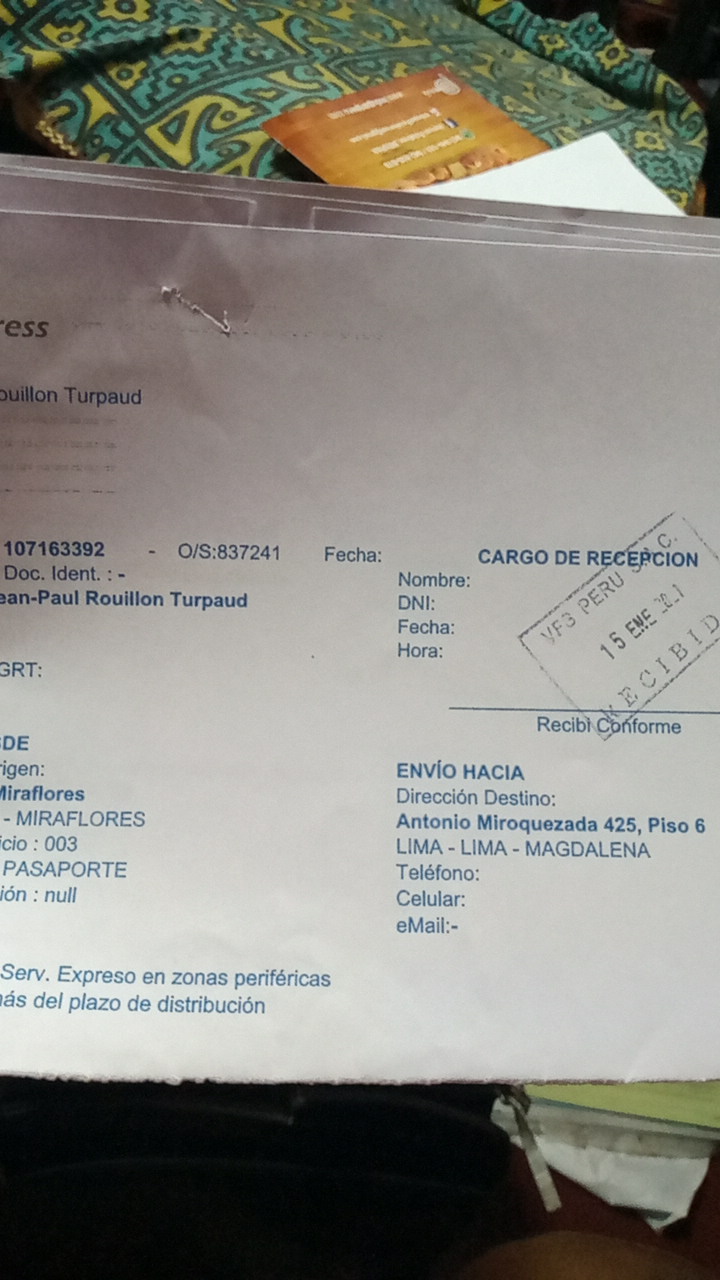 ress
ouillon Turpaud
107163392 - O/S:837241 Fecha:
Doc. Ident. : -
ean-Paul Rouillon Turpaud
GRT:
CARGO DE RECEPCION
Nombre:
DNI:
Fecha:
Hora:
VFS PERU S.A.C.
15 ENE
RECIBID
Recibi Conforme
DE
rigen:
Miraflores
- MIRAFLORES
icio : 003
PASAPORTE
ión : null
ENVÍO HACIA
Dirección Destino:
Antonio Miroquezada 425, Piso 6
LIMA - LIMA - MAGDALENA
Teléfono:
Celular:
eMail:-
Serv. Expreso en zonas periféricas
nás del plazo de distribución